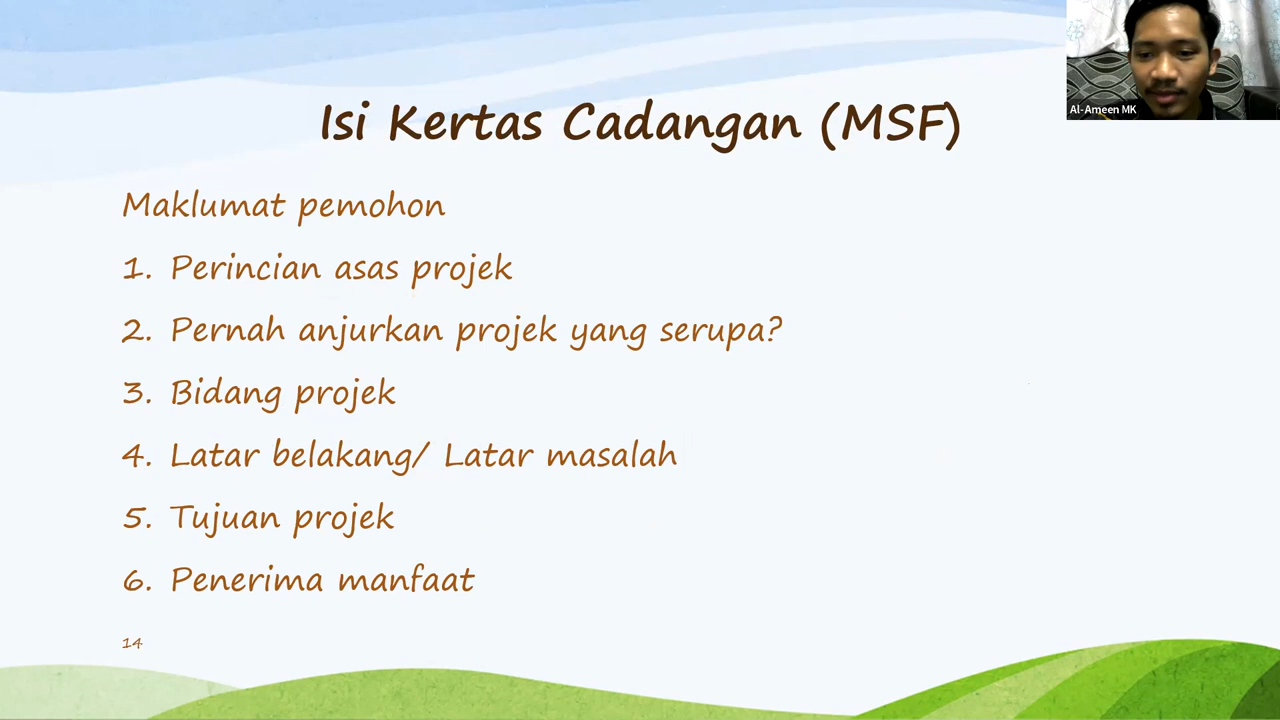 Isi Kertas Cadangan (MSF)
Al-Ameen MK
Maklumat pemohon
1. Perincian asas projek
2. Pernah anjurkan projek yang serupa?
3. Bidang projek
4. Latar belakang/ Latar masalah
5. Tujuan projek
6. Penerima manfaat
14